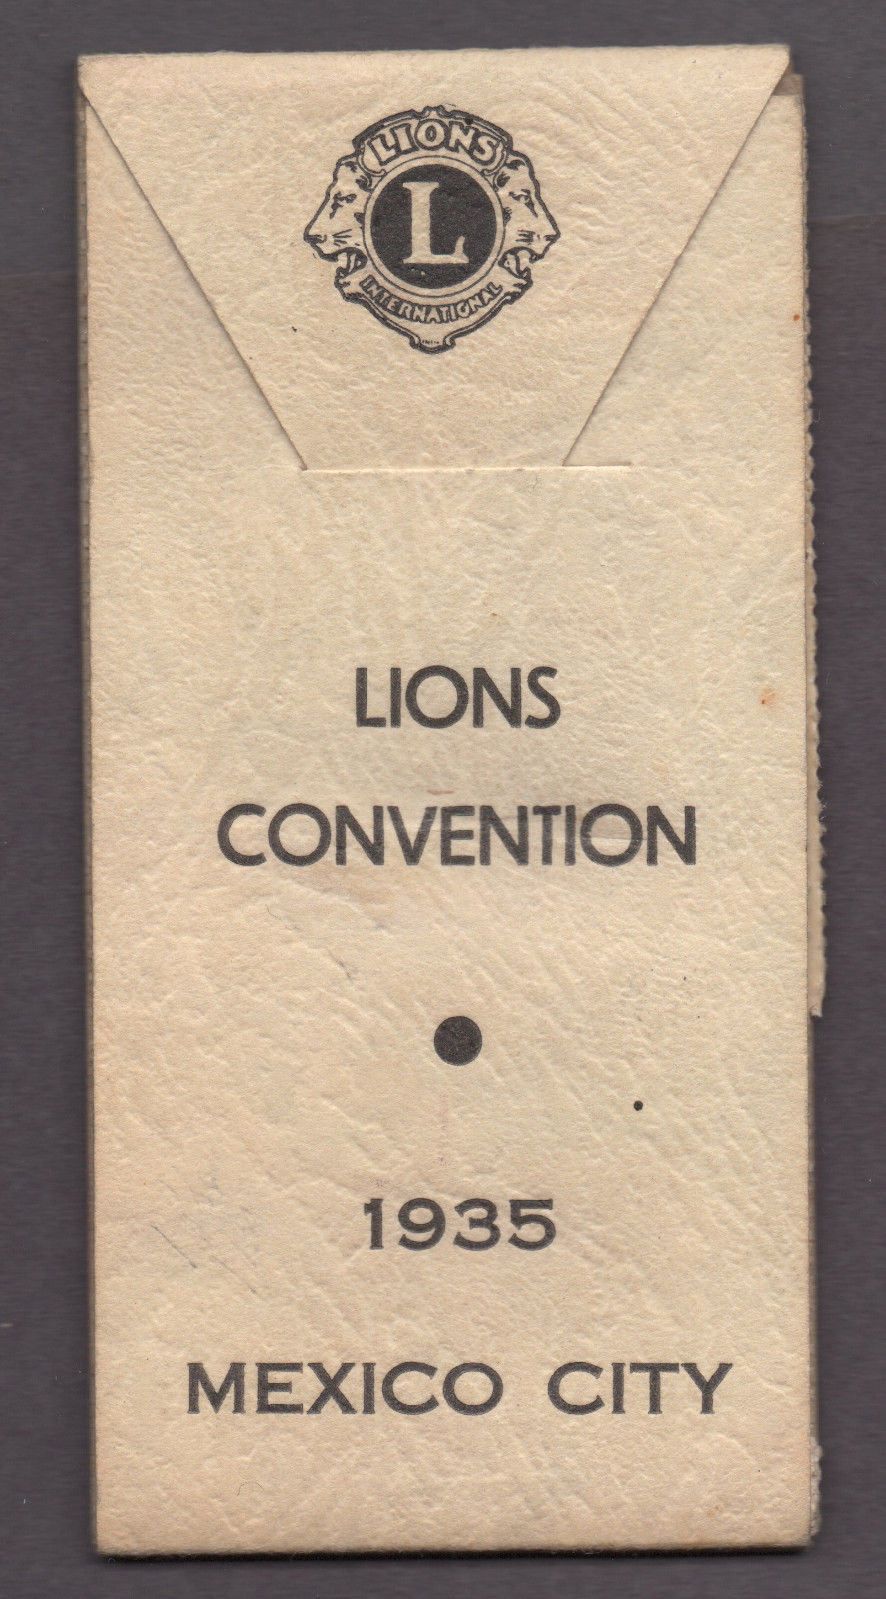 LIONS
L
INTERNATIONAL
LIONS
CONVENTION
1935
MEXICO CITY